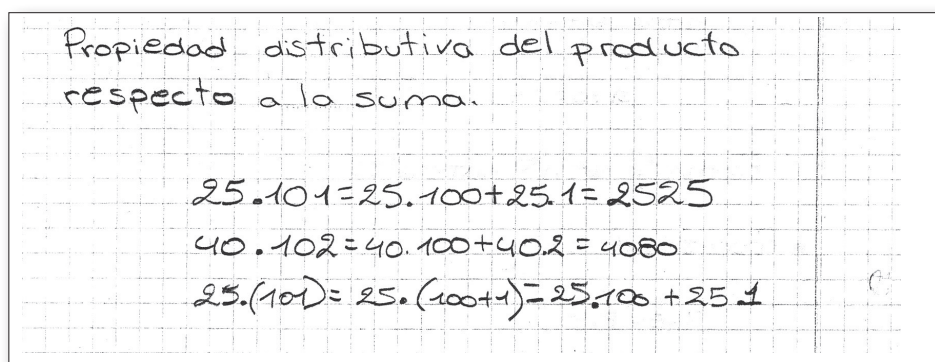 Propiedad distributiva del producto
respecto a la suma.
25.101=25.100+25.1=2525
40.102=40.100+40.2=4080
25.(101)=25.(100+1)=25.100+25.1